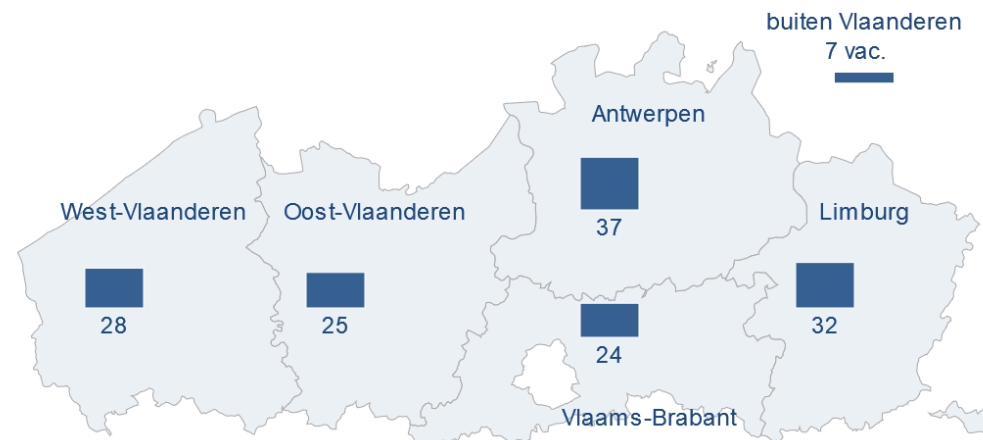 buiten Vlaanderen
7 vac.
Antwerpen
37
West-Vlaanderen
28
Oost-Vlaanderen
25
Limburg
32
24
Vlaams-Brabant